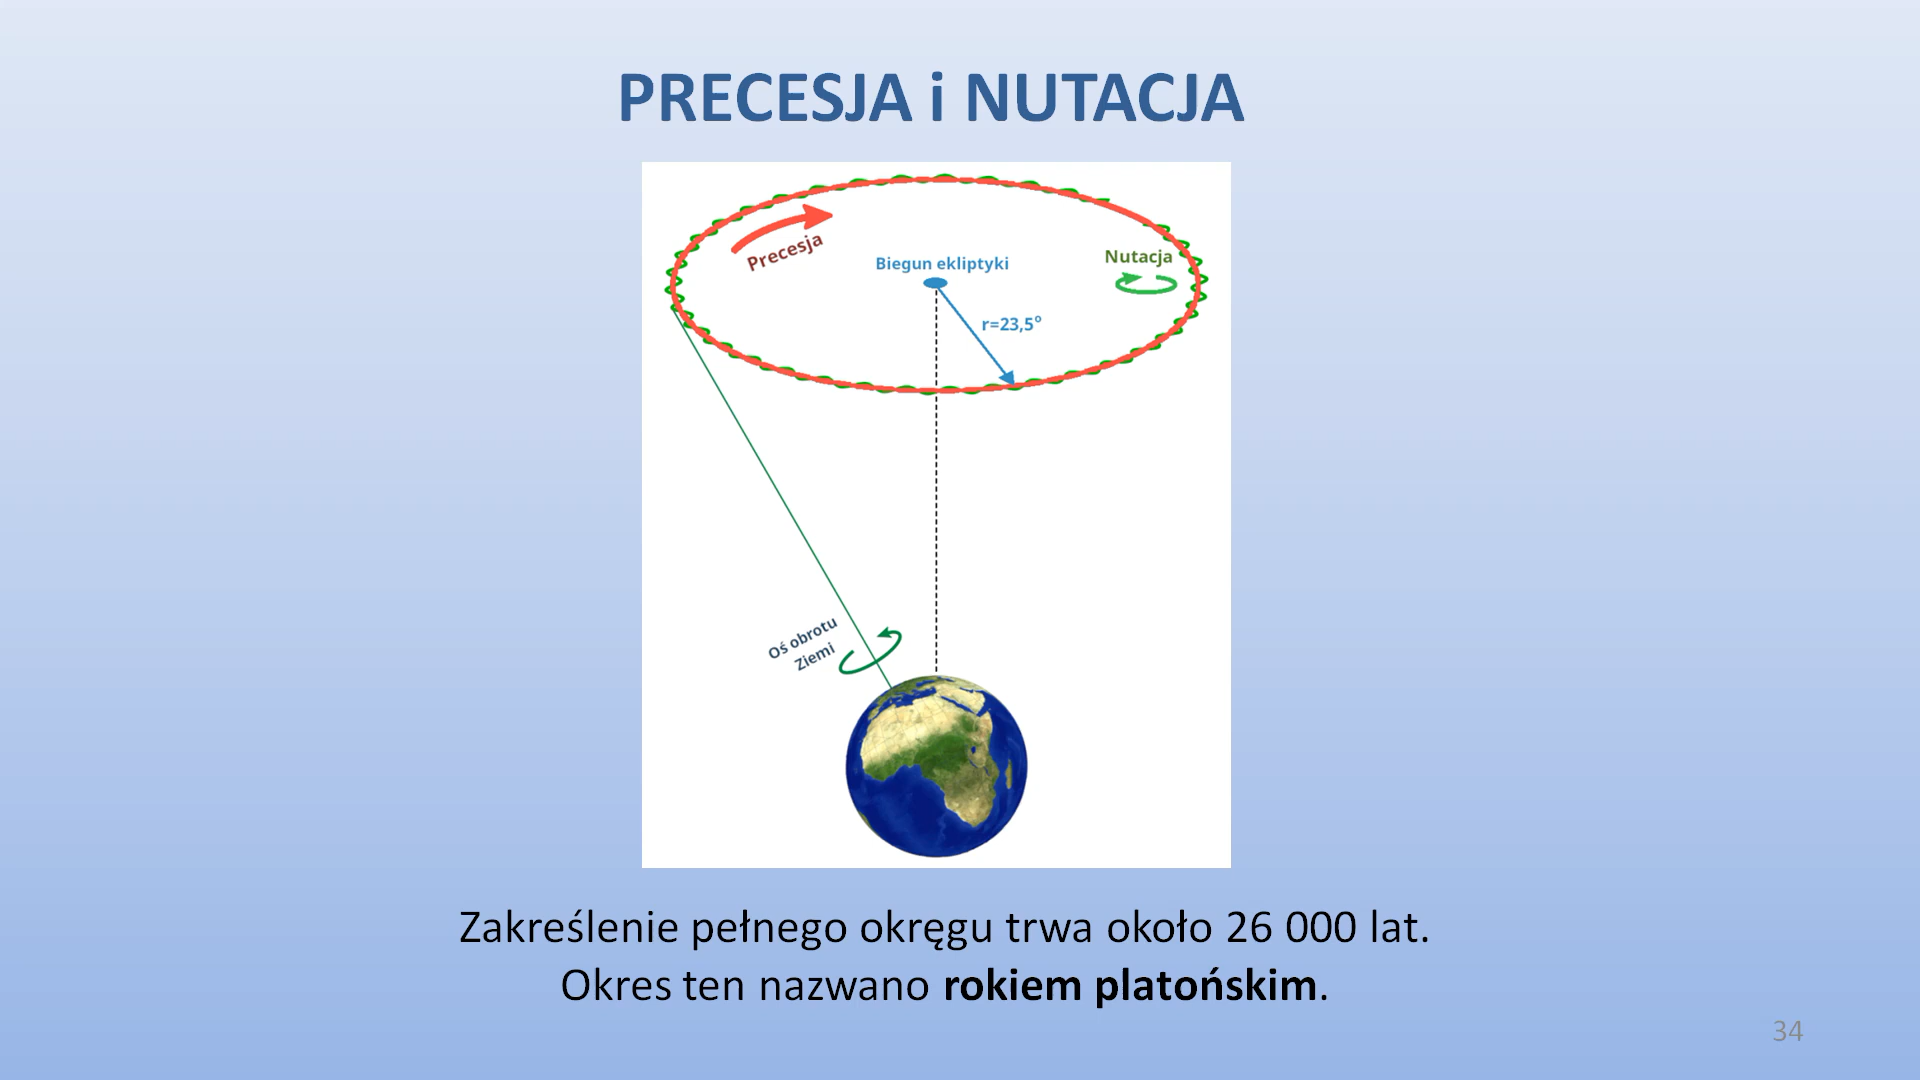 PRECESJA i NUTACJA
Precesja
Biegun ekliptyki
Nutacja
r=23,5°
Oś obrotu
Ziemi
Zakreślenie pełnego okręgu trwa około 26 000 lat.
Okres ten nazwano rokiem platońskim.
34